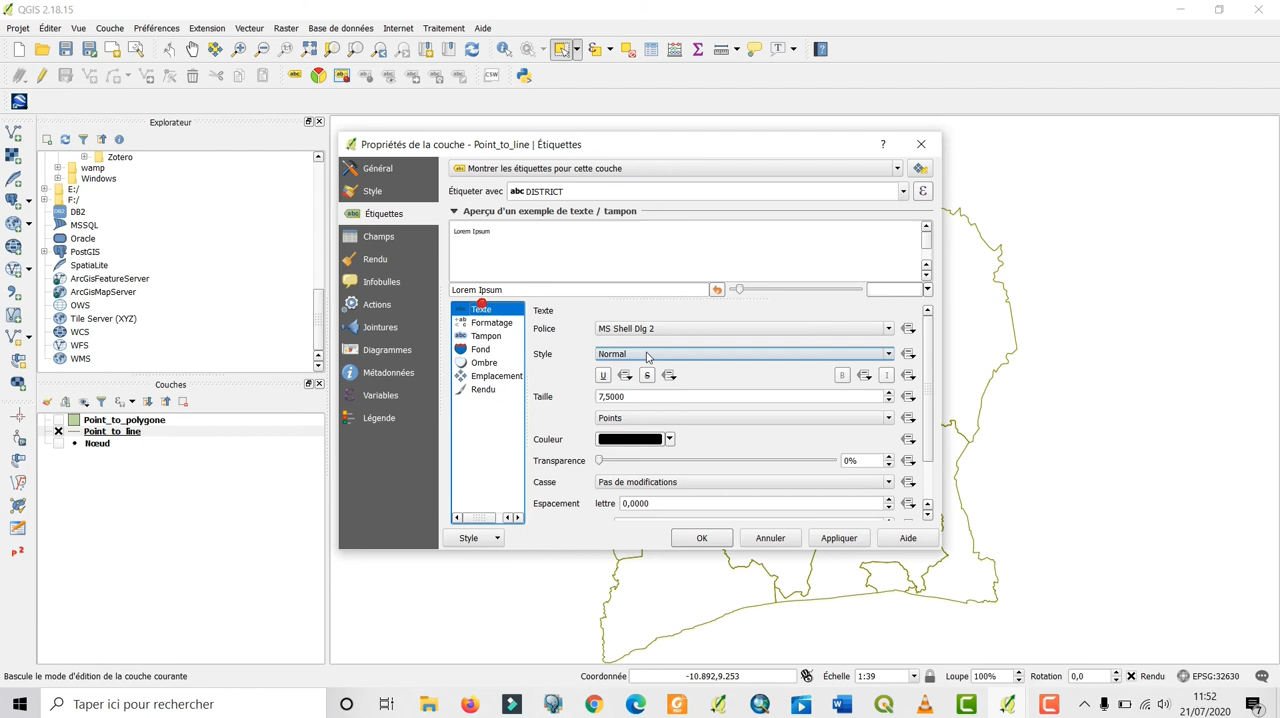 QGIS 2.18.15
Projet Éditer Vue Couche Préférences Extension Vecteur Raster Base de données Internet Traitement Aide
CSW
Explorateur
Zotero
wamp
Windows
E:/
F:/
DB2
MSSQL
Oracle
PostGIS
SpatiaLite
ArcGisFeatureServer
ArcGisMapServer
OWS
Tile Server (XYZ)
WCS
WFS
WMS
Couches
Point_to_polygone
Point_to_line
Nœud
Propriétés de la couche - Point_to_line | Étiquettes
Général
Style
Étiquettes
Champs
Rendu
Infobulles
Actions
Jointures
Diagrammes
Métadonnées
Variables
Légende
Montrer les étiquettes pour cette couche
Étiqueter avec abc DISTRICT
Aperçu d'un exemple de texte / tampon
Lorem Ipsum
Lorem Ipsum
Texte
Formatage
Tampon
Fond
Ombre
Emplacement
Rendu
Texte
Police MS Shell Dlg 2
Style Normal
U S B I
Taille 7,5000
Points
Couleur
Transparence 0%
Casse Pas de modifications
Espacement lettre 0,0000
Style OK Annuler Appliquer Aide
Bascule le mode d'édition de la couche courante
Coordonnée -10.892,9.253 Échelle 1:39 Loupe 100% Rotation 0,0 Rendu EPSG:32630
Taper ici pour rechercher
11:52
21/07/2020
7